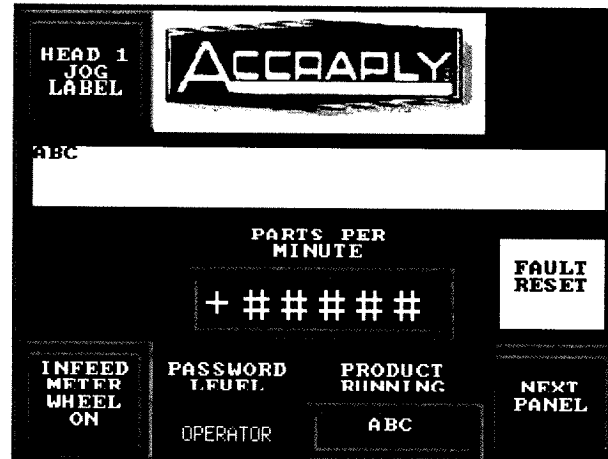 HEAD 1
JOG
LABEL
ACCRAPLY
ABC
PARTS PER
MINUTE
+#####
FAULT
RESET
INFEED
METER
WHEEL
ON
PASSWORD
LEVEL
OPERATOR
PRODUCT
RUNNING
ABC
NEXT
PANEL